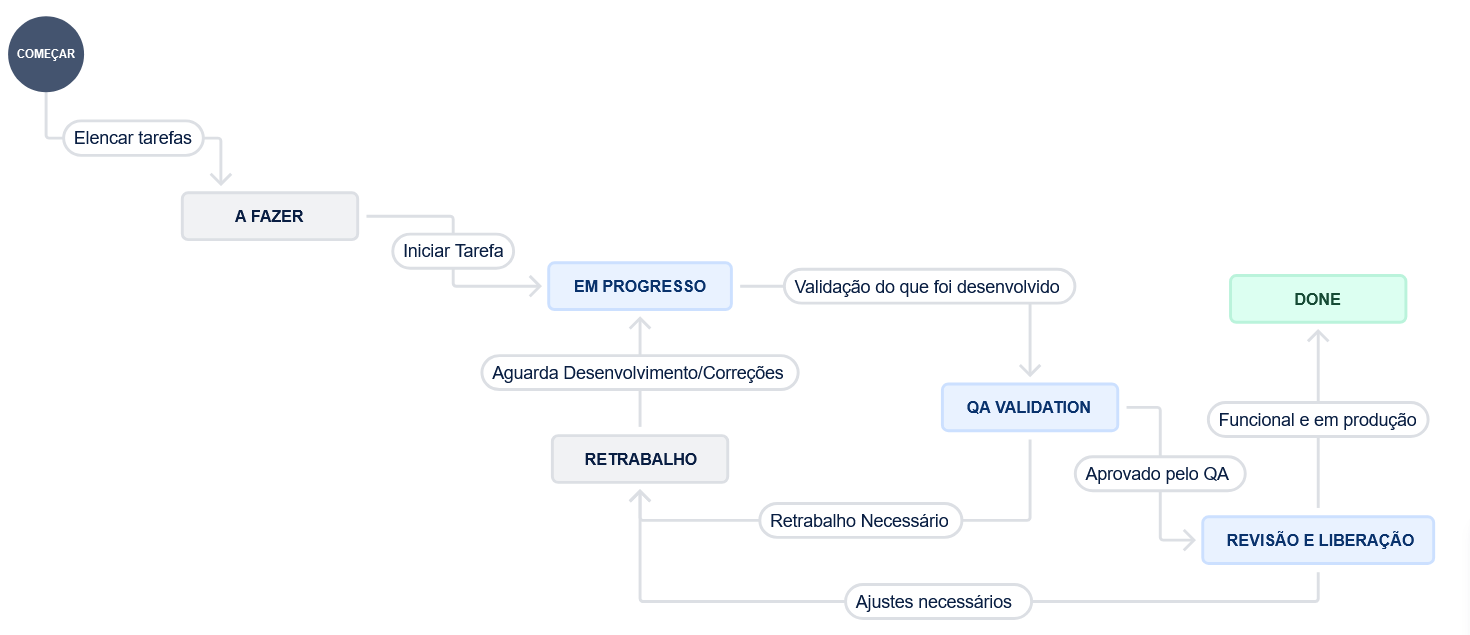 COMEÇAR
Elencar tarefas
A FAZER
Iniciar Tarefa
EM PROGRESSO
Validação do que foi desenvolvido
DONE
Aguarda Desenvolvimento/Correções
QA VALIDATION
Funcional e em produção
RETRABALHO
Aprovado pelo QA
Retrabalho Necessário
REVISÃO E LIBERAÇÃO
Ajustes necessários